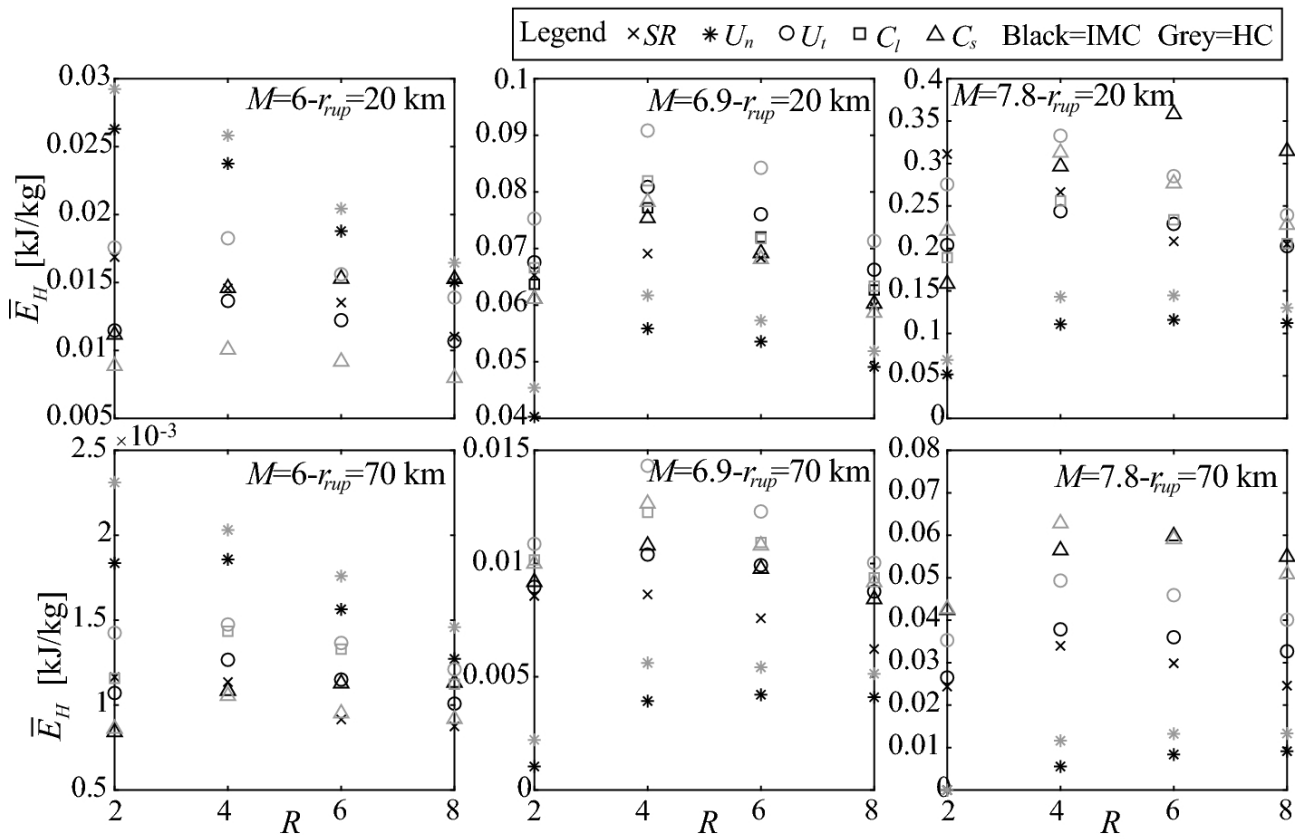 Legend × SR ✱ Uₙ ○ Uₜ □ Cₗ △ Cₛ Black=IMC Grey=HC
M=6-r_rup=20 km
0.03
0.025
0.02
0.015
0.01
0.005
E̅_H [kJ/kg]
M=6.9-r_rup=20 km
0.1
0.09
0.08
0.07
0.06
0.05
0.04
M=7.8-r_rup=20 km
0.4
0.35
0.3
0.25
0.2
0.15
0.1
0.05
0
×10⁻³
M=6-r_rup=70 km
2.5
2
1.5
1
0.5
E̅_H [kJ/kg]
2 4 6 8
R
M=6.9-r_rup=70 km
0.015
0.01
0.005
0
2 4 6 8
R
M=7.8-r_rup=70 km
0.08
0.07
0.06
0.05
0.04
0.03
0.02
0.01
0
2 4 6 8
R